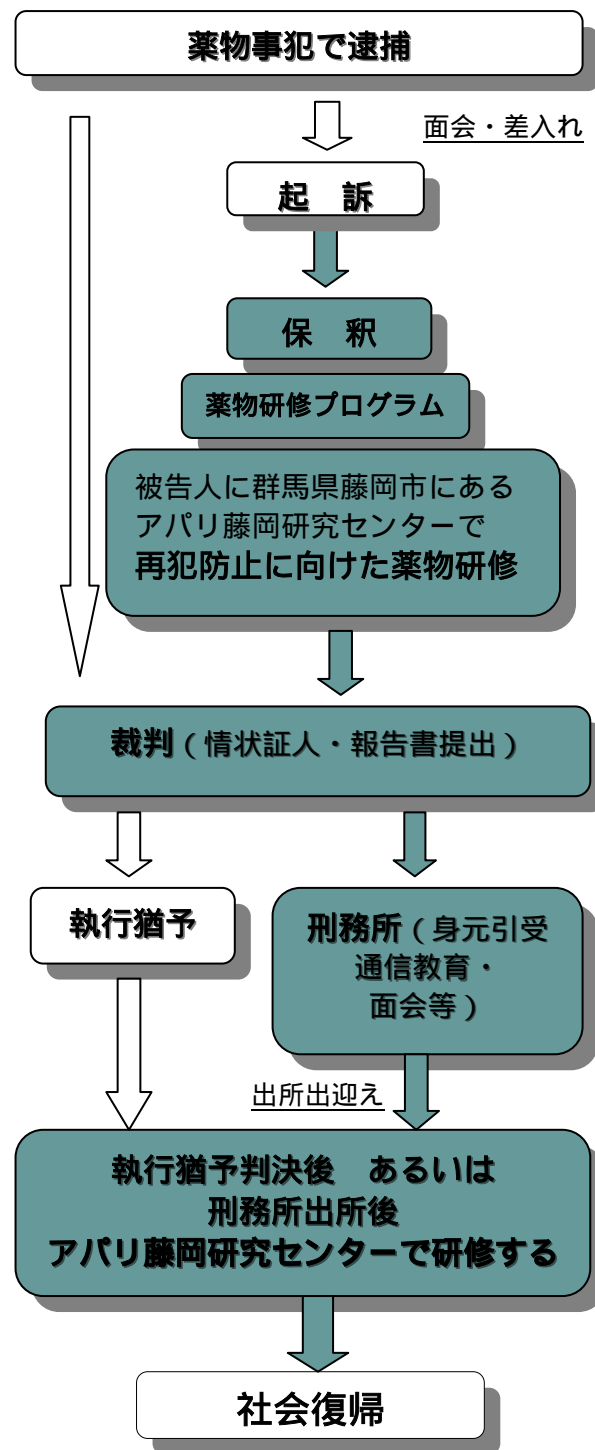 薬物事犯で逮捕
面会・差入れ
起　訴
保　釈
薬物研修プログラム
被告人に群馬県藤岡市にある
アパリ藤岡研究センターで
再犯防止に向けた薬物研修
裁判（情状証人・報告書提出）
執行猶予
刑務所（身元引受
通信教育・
面会等）
出所出迎え
執行猶予判決後　あるいは
刑務所出所後
アパリ藤岡研究センターで研修する
社会復帰